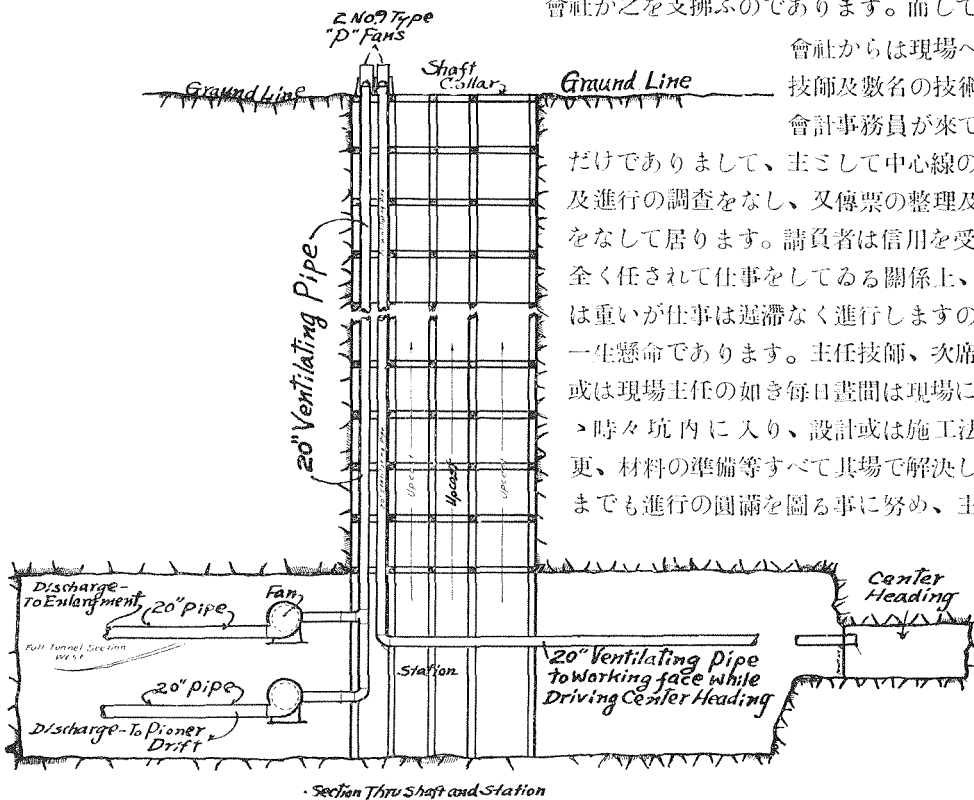 會社が之を支拂ふのであります。而して
會社からは現場へ
技師及數名の技術
會計事務員が來て
だけでありまして、主として中心線の
及進行の調査をなし、又傳票の整理及
をなして居ります。請負者は信用を受
全く任されて仕事をしてゐる關係上、
は重いが仕事は遲滯なく進行しますの
一生懸命であります。主任技師、次席
或は現場主任の如き每日晝間は現場に
ゝ時々坑内に入り、設計或は施工法
更、材料の準備等すべて其場で解決し
までも進行の圓滿を圖る事に努め、主
2 No.9 Type
"P" Fans
Ground Line
Shaft
Collar
Ground Line
20" Ventilating Pipe
Upcast
Upcast
Upcast
Discharge-
To Enlargment
20" Pipe
Fan
Full Tunnel Section
West
20" Pipe
Discharge-To Pioner
Drift
Station
20" Ventilating Pipe
to Working face while
Driving Center Heading
Center
Heading
Section Thru Shaft and Station